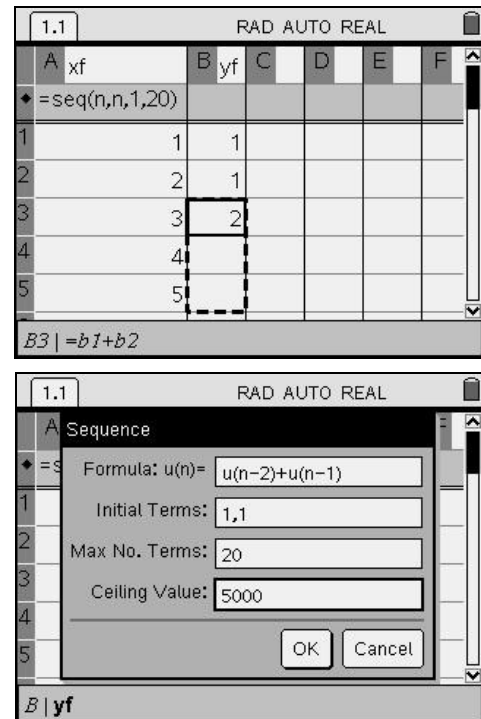 1.1 RAD AUTO REAL
A xf B yf C D E F
=seq(n,n,1,20)
1 1 1
2 2 1
3 3 2
4 4
5 5
B3 | =b1+b2
1.1 RAD AUTO REAL
A Sequence
=s Formula: u(n)= u(n-2)+u(n-1)
1 Initial Terms: 1,1
2 Max No. Terms: 20
3 Ceiling Value: 5000
4
5 OK Cancel
B | yf